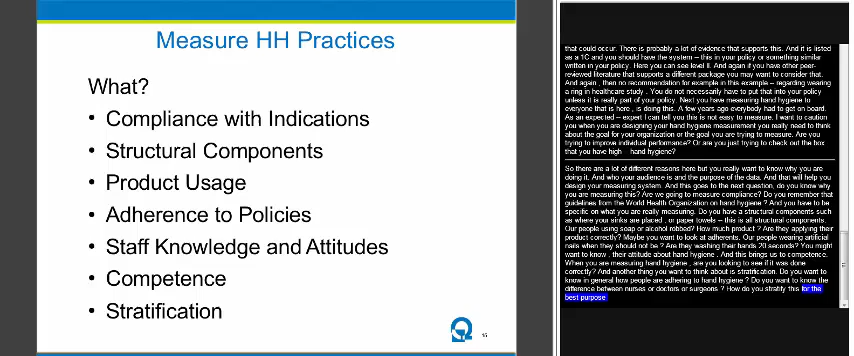 Measure HH Practices
What?
• Compliance with Indications
• Structural Components
• Product Usage
• Adherence to Policies
• Staff Knowledge and Attitudes
• Competence
• Stratification
15
that could occur. There is probably a lot of evidence that supports this. And it is listed
as a 1C and you should have the system – this in your policy or something similar
written in your policy. Here you can see level II. And again if you have other peer-
reviewed literature that supports a different package you may want to consider that.
And again , then no recommendation for example in this example – regarding wearing
a ring in healthcare study . You do not necessarily have to put that into your policy
unless it is really part of your policy. Next you have measuring hand hygiene to
everyone that is here , is doing this. A few years ago everybody had to get on board.
As an expected – expert I can tell you this is not easy to measure. I want to caution
you when you are designing your hand hygiene measurement you really need to think
about the goal for your organization or the goal you are trying to measure. Are you
trying to improve individual performance? Or are you just trying to check out the box
that you have high – hand hygiene?
So there are a lot of different reasons here but you really want to know why you are
doing it. And who your audience is and the purpose of the data. And that will help you
design your measuring system. And this goes to the next question, do you know why
you are measuring this? Are we going to measure compliance? Do you remember that
guidelines from the World Health Organization on hand hygiene ? And you have to be
specific on what you are really measuring. Do you have a structural components such
as where your sinks are placed , or paper towels – this is all structural components.
Our people using soap or alcohol robbed? How much product ? Are they applying their
product correctly? Maybe you want to look at adherents. Our people wearing artificial
nails when they should not be ? Are they washing their hands 20 seconds? You might
want to know , their attitude about hand hygiene . And this brings us to competence.
When you are measuring hand hygiene , are you looking to see if it was done
correctly? And another thing you want to think about is stratification. Do you want to
know in general how people are adhering to hand hygiene ? Do you want to know the
difference between nurses or doctors or surgeons ? How do you stratify this for the
best purpose